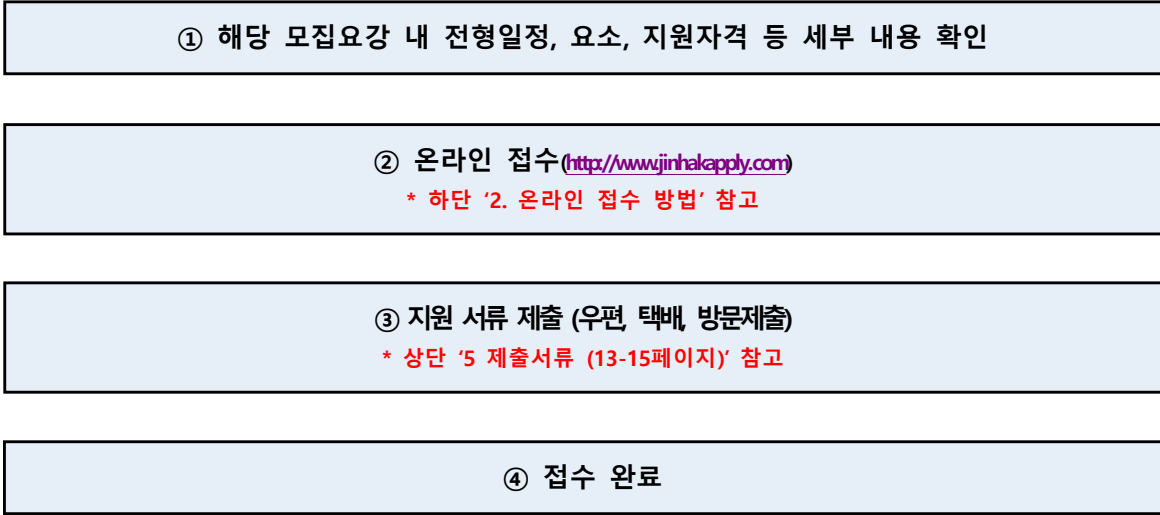 ① 해당 모집요강 내 전형일정, 요소, 지원자격 등 세부 내용 확인
② 온라인 접수(http://www.jinhakapply.com)
* 하단 ‘2. 온라인 접수 방법’ 참고
③ 지원 서류 제출 (우편, 택배, 방문제출)
* 상단 ‘5 제출서류 (13-15페이지)’ 참고
④ 접수 완료